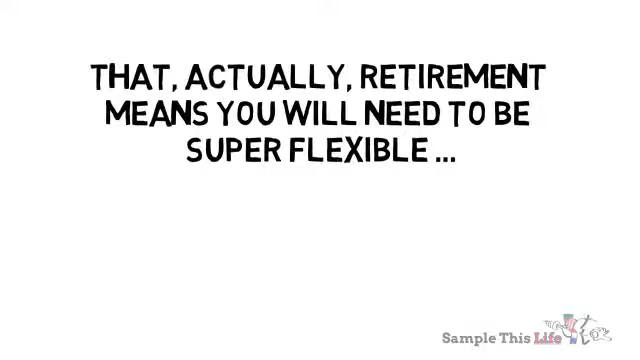 THAT, ACTUALLY, RETIREMENT
MEANS YOU WILL NEED TO BE
SUPER FLEXIBLE ...
Sample This Life